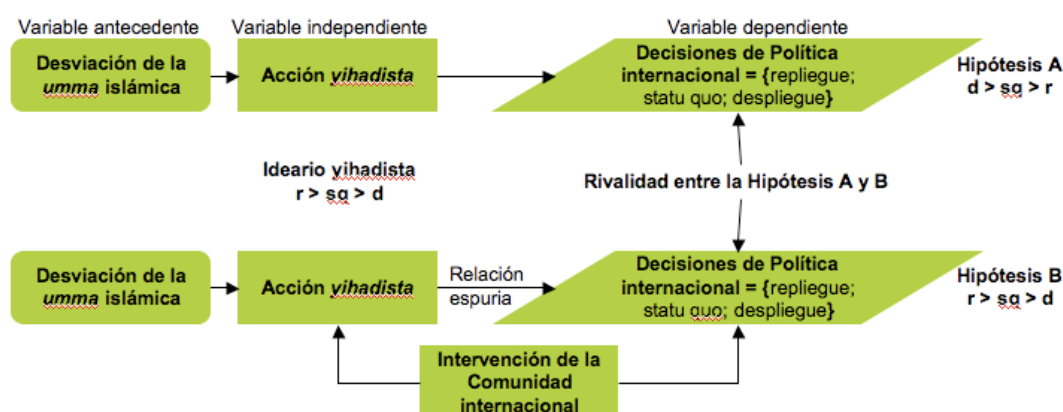 Variable antecedente
Variable independiente
Variable dependiente
Desviación de la
umma islámica
Acción yihadista
Decisiones de Política
internacional = {repliegue;
statu quo; despliegue}
Hipótesis A
d > sq > r
Ideario yihadista
r > sq > d
Rivalidad entre la Hipótesis A y B
Desviación de la
umma islámica
Acción yihadista
Relación
espuria
Decisiones de Política
internacional = {repliegue;
statu quo; despliegue}
Hipótesis B
r > sq > d
Intervención de la
Comunidad
internacional